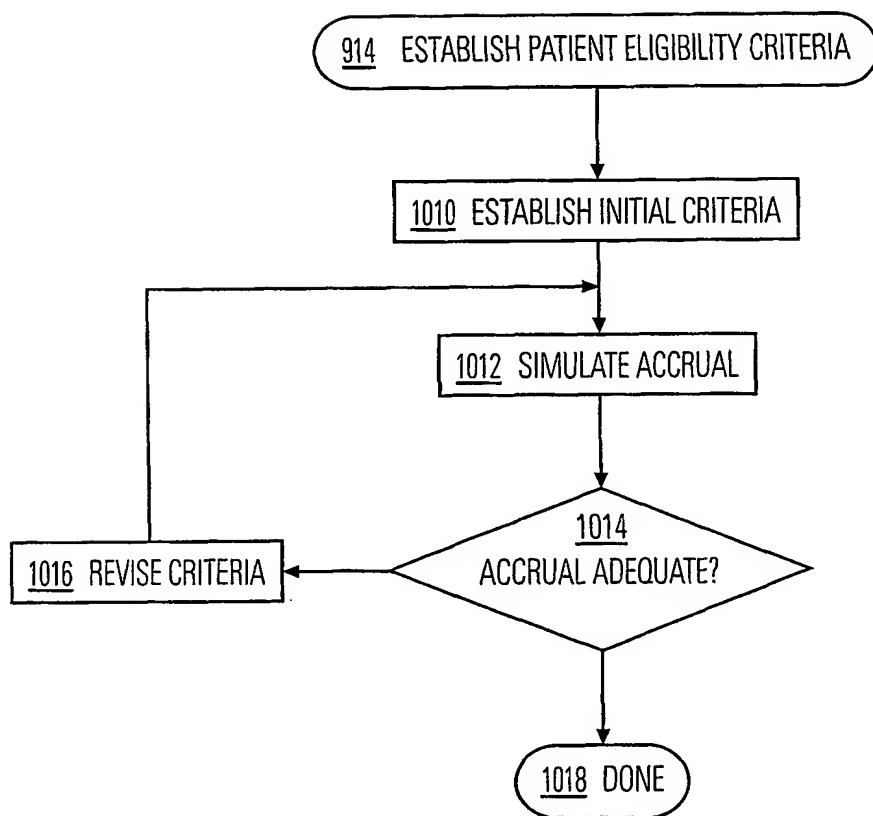 914 ESTABLISH PATIENT ELIGIBILITY CRITERIA
1010 ESTABLISH INITIAL CRITERIA
1012 SIMULATE ACCRUAL
1014
ACCRUAL ADEQUATE?
1016 REVISE CRITERIA
1018 DONE